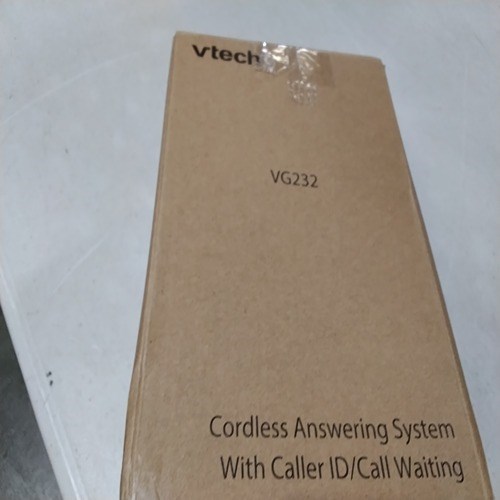 vtech
VG232
Cordless Answering System
With Caller ID/Call Waiting